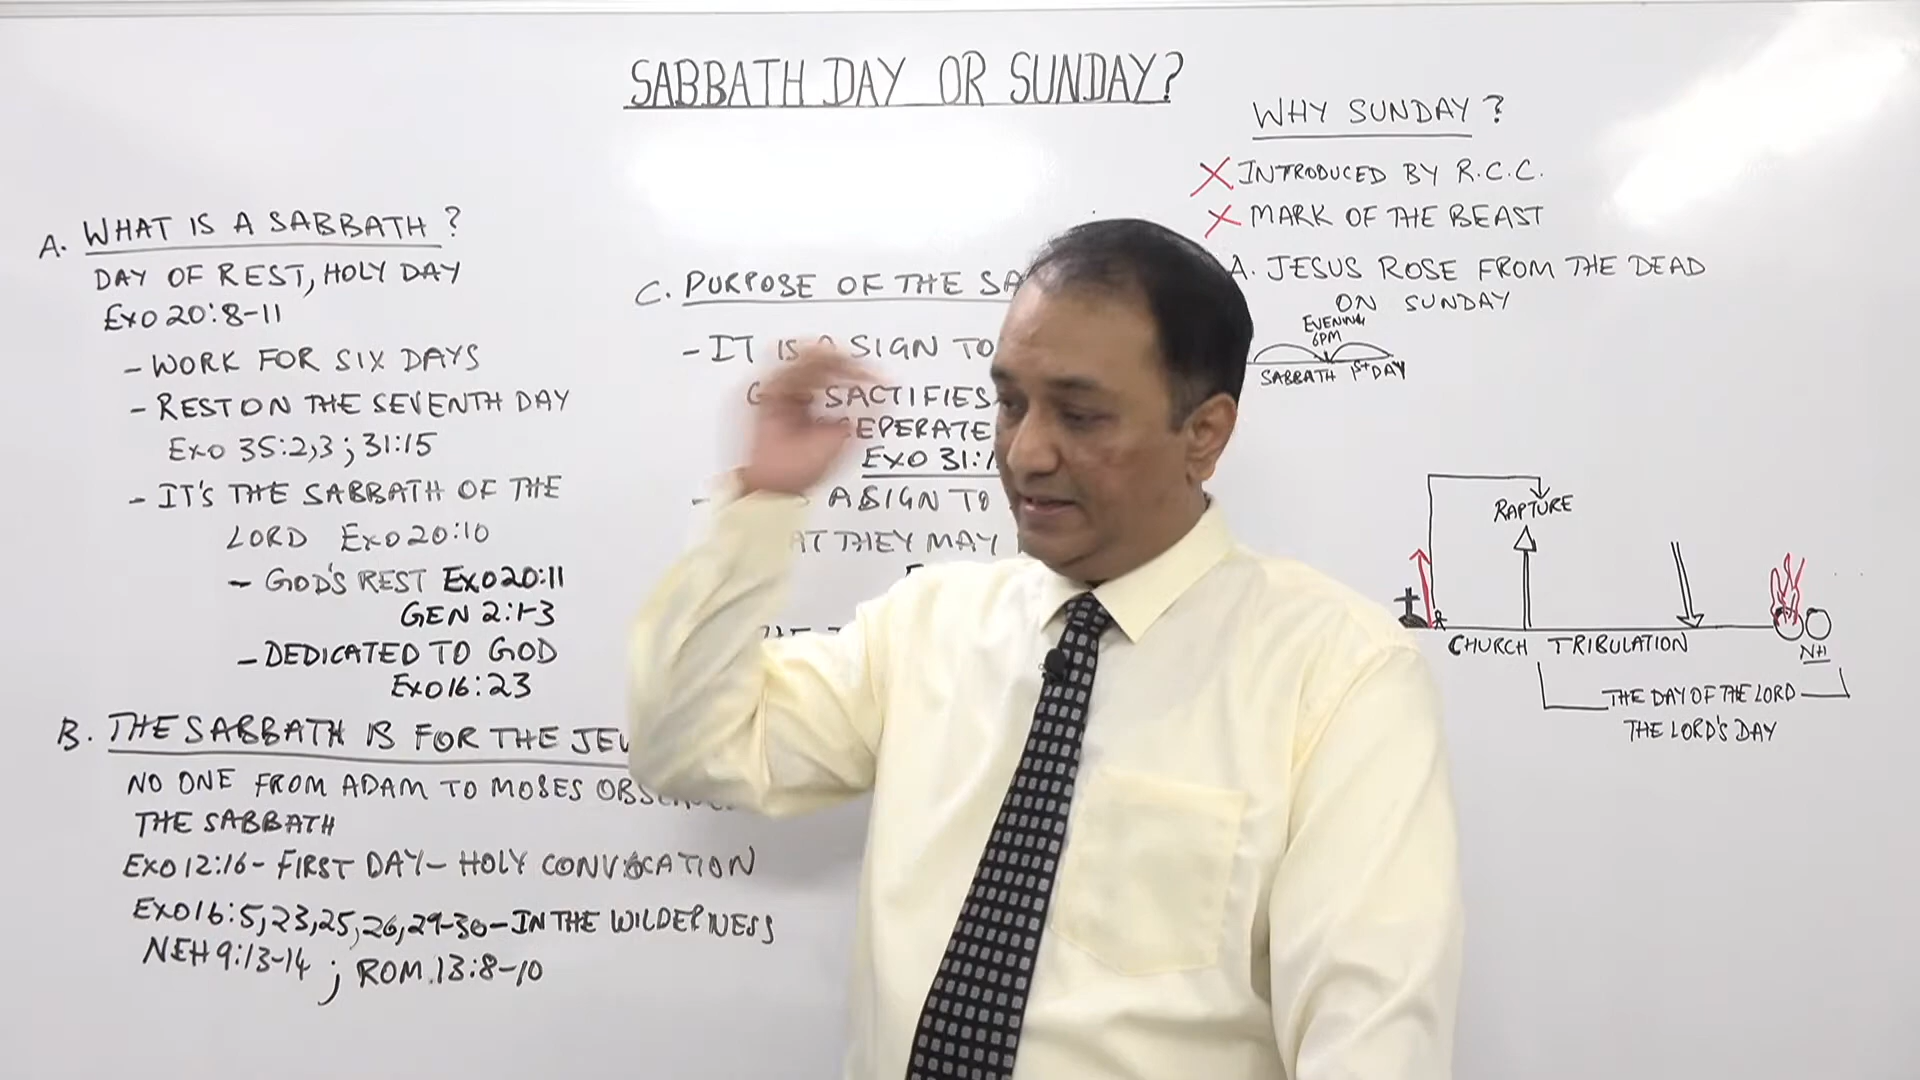 SABBATH DAY OR SUNDAY?
A. WHAT IS A SABBATH?
DAY OF REST, HOLY DAY
EXO 20:8-11
- WORK FOR SIX DAYS
- REST ON THE SEVENTH DAY
EXO 35:2,3; 31:15
- IT'S THE SABBATH OF THE
LORD EXO 20:10
- GOD'S REST EXO 20:11
GEN 2:1-3
- DEDICATED TO GOD
EXO 16:23
B. THE SABBATH IS FOR THE
NO ONE FROM ADAM TO MOSES
THE SABBATH
EXO 12:16 - FIRST DAY - HOLY CONVOCATION
EXO 16:5,23,25,26,29-30 - IN THE WILDERNESS
NEH 9:13-14 ; ROM.13:8-10
C. PURPOSE OF THE
- IT IS A SIGN TO
SACTIFIES
SEPERATE
EXO 31:
A SIGN TO
THEY MAY
WHY SUNDAY?
X INTRODUCED BY R.C.C.
X MARK OF THE BEAST
A. JESUS ROSE FROM THE DEAD
ON SUNDAY
EVENING
6PM
SABBATH 1ST DAY
RAPTURE
CHURCH TRIBULATION
NH
THE DAY OF THE LORD
THE LORD'S DAY